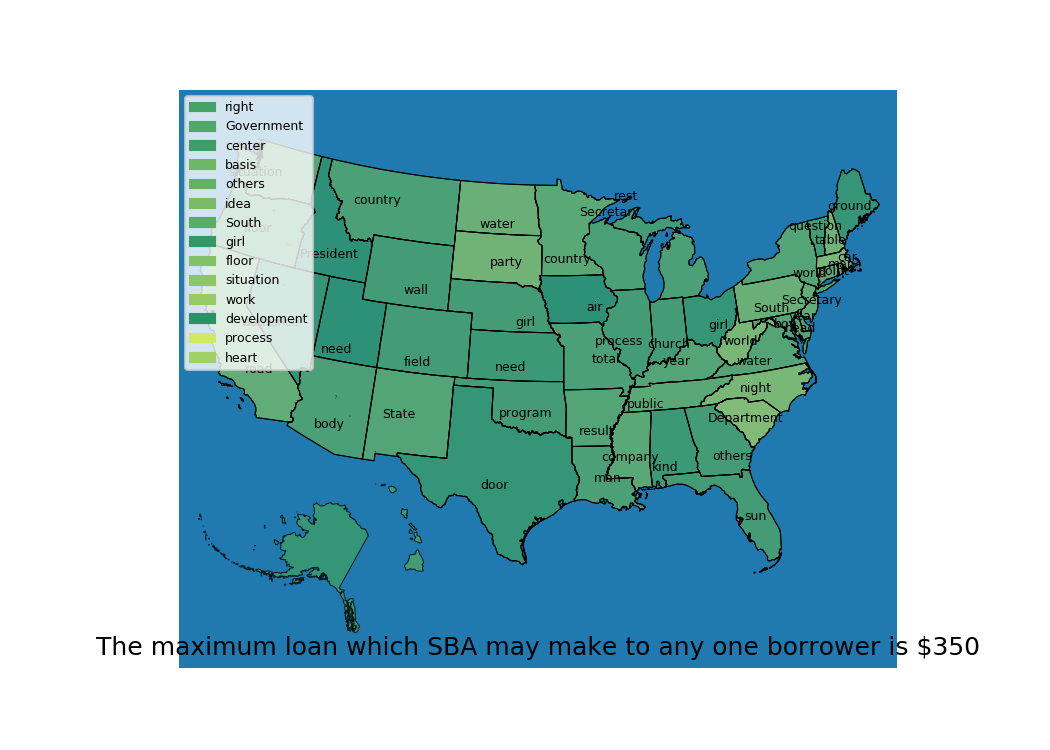 right
Government
center
basis
others
idea
South
girl
floor
situation
work
development
process
heart
situation
floor
President
road
country
water
party
wall
need
field
body
State
rest
Secretary
country
girl
air
need
program
process
total
church
year
girl
result
public
company
man
kind
others
door
sun
ground
question
table
world
South
Secretary
year
head
world
water
night
Department
The maximum loan which SBA may make to any one borrower is $350